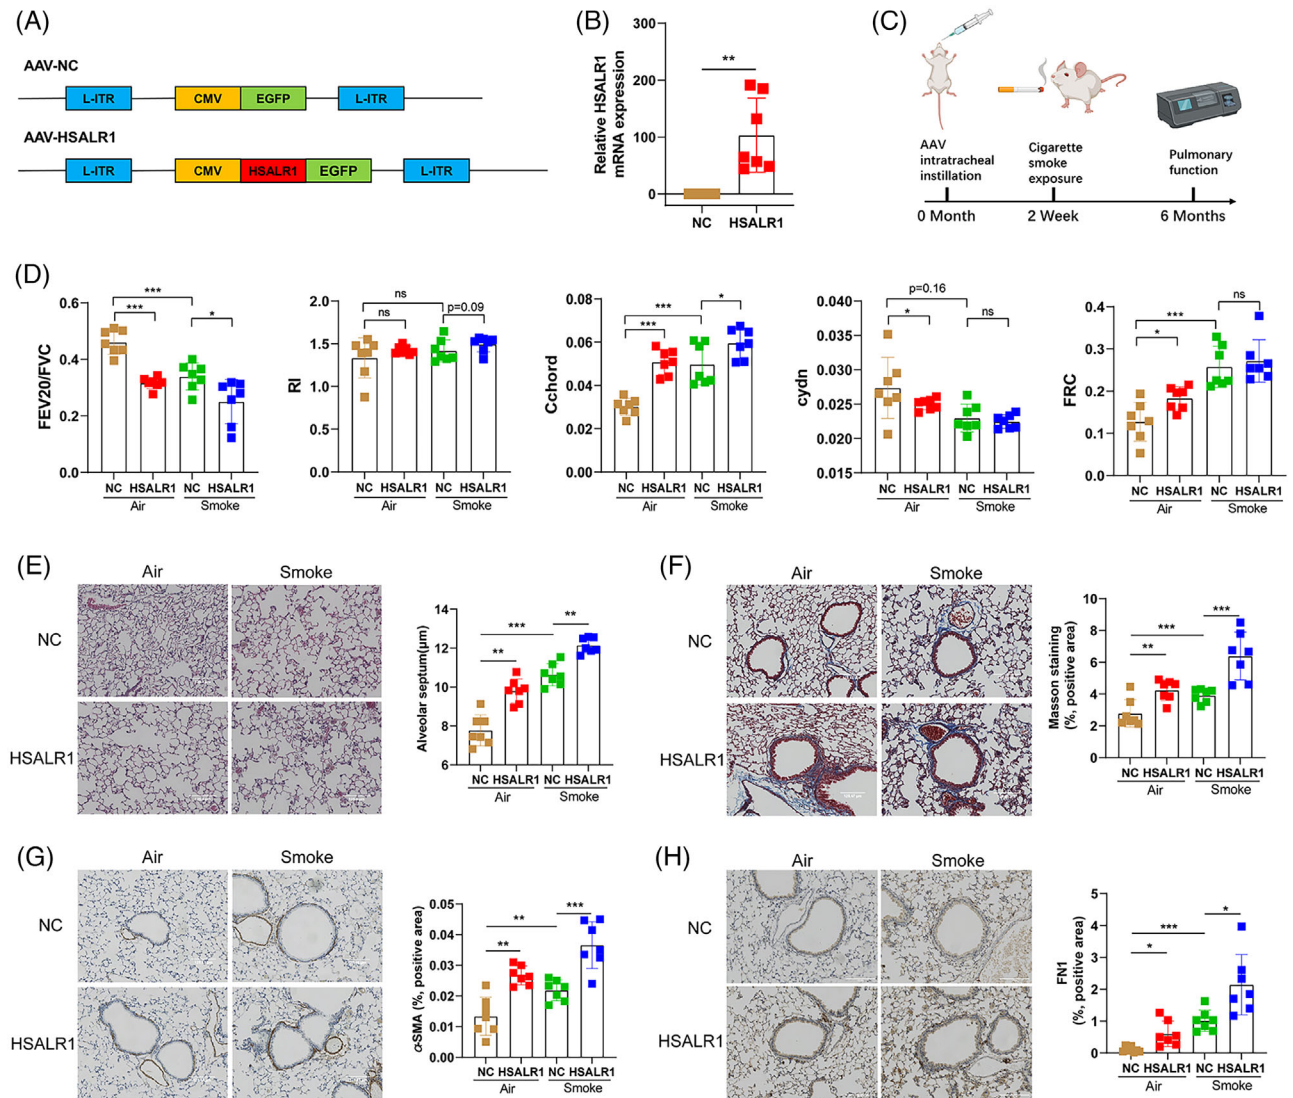 (A)
AAV-NC
L-ITR CMV EGFP L-ITR
AAV-HSALR1
L-ITR CMV HSALR1 EGFP L-ITR
(B)
Relative HSALR1
mRNA expression
300
200
100
0
**
NC HSALR1
(C)
AAV
intratracheal
instillation
Cigarette
smoke
exposure
Pulmonary
function
0 Month 2 Week 6 Months
(D)
FEV20/FVC
0.6
0.4
0.2
0.0
***
***
*
NC HSALR1 NC HSALR1
Air Smoke
RI
2.0
1.5
1.0
0.5
0.0
ns
ns
p=0.09
NC HSALR1 NC HSALR1
Air Smoke
Cchord
0.08
0.06
0.04
0.02
0.00
***
***
*
NC HSALR1 NC HSALR1
Air Smoke
cydn
0.040
0.035
0.030
0.025
0.020
0.015
p=0.16
*
ns
NC HSALR1 NC HSALR1
Air Smoke
FRC
0.4
0.3
0.2
0.1
0.0
***
*
ns
NC HSALR1 NC HSALR1
Air Smoke
(E)
Air Smoke
NC
HSALR1
Alveolar septum(μm)
14
12
10
8
6
***
**
**
NC HSALR1 NC HSALR1
Air Smoke
(F)
Air Smoke
NC
HSALR1
Masson staining
(%, positive area)
10
8
6
4
2
0
***
**
***
NC HSALR1 NC HSALR1
Air Smoke
(G)
Air Smoke
NC
HSALR1
α-SMA (%, positive area)
0.05
0.04
0.03
0.02
0.01
0.00
**
**
***
NC HSALR1 NC HSALR1
Air Smoke
(H)
Air Smoke
NC
HSALR1
FN1
(%, positive area)
5
4
3
2
1
0
***
*
*
NC HSALR1 NC HSALR1
Air Smoke